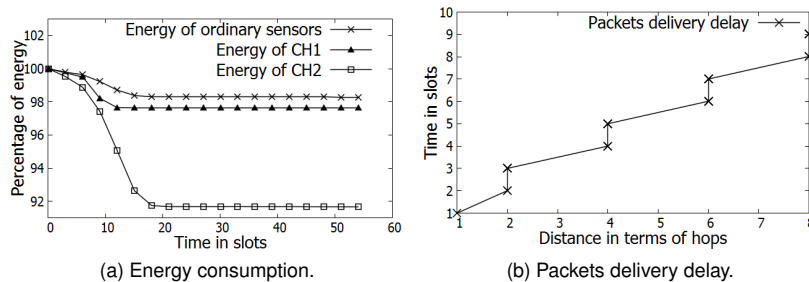 Energy of ordinary sensors
Energy of CH1
Energy of CH2
Percentage of energy
102
100
98
96
94
92
0 10 20 30 40 50 60
Time in slots
(a) Energy consumption.
Packets delivery delay
Time in slots
10
9
8
7
6
5
4
3
2
1
1 2 3 4 5 6 7 8
Distance in terms of hops
(b) Packets delivery delay.